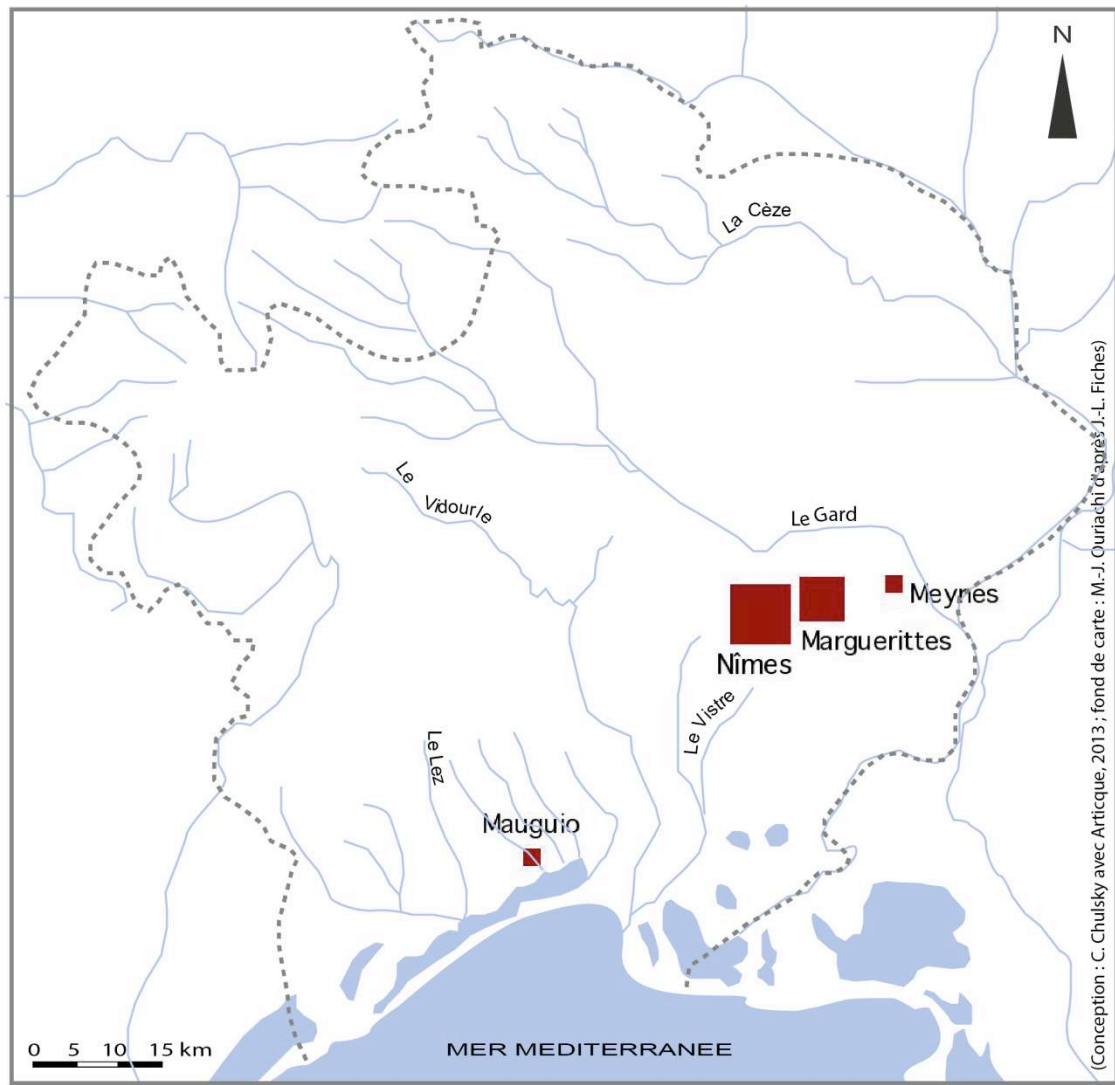 N
La Cèze
Le Vidourle
Le Gard
Meynes
Marguerittes
Nîmes
Le Vistre
Le Lez
Mauguio
0 5 10 15 km
MER MEDITERRANEE
(Conception : C. Chulsky avec Articque, 2013 ; fond de carte : M.-J. Ouriachi d'après J.-L. Fiches)